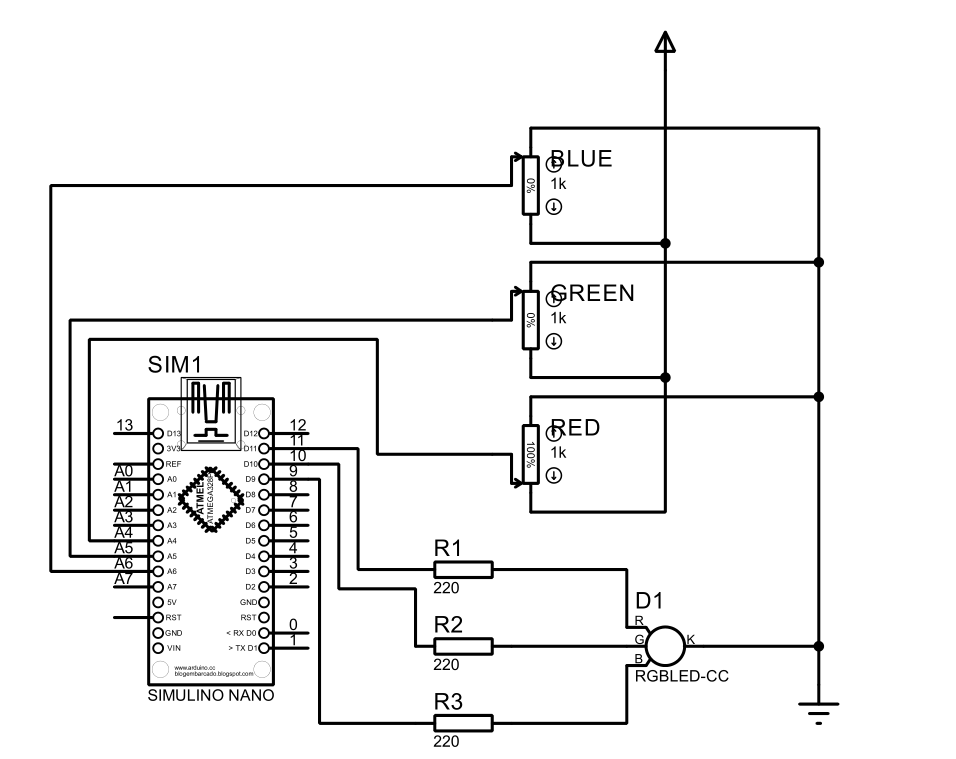 BLUE
0%
1k
GREEN
0%
1k
RED
100%
1k
SIM1
13
D13
3V3
REF
A0
A0
A1
A1
A2
A2
A3
A3
A4
A4
A5
A5
A6
A6
A7
A7
5V
RST
GND
VIN
ATMEL
ATMEGA328P
D12
12
D11
11
D10
10
D9
9
D8
8
D7
7
D6
6
D5
5
D4
4
D3
3
D2
2
GND
RST
< RX D0
0
> TX D1
1
www.arduino.cc
blogembarcado.blogspot.com
SIMULINO NANO
R1
220
R2
220
R3
220
D1
R
G
B
K
RGBLED-CC